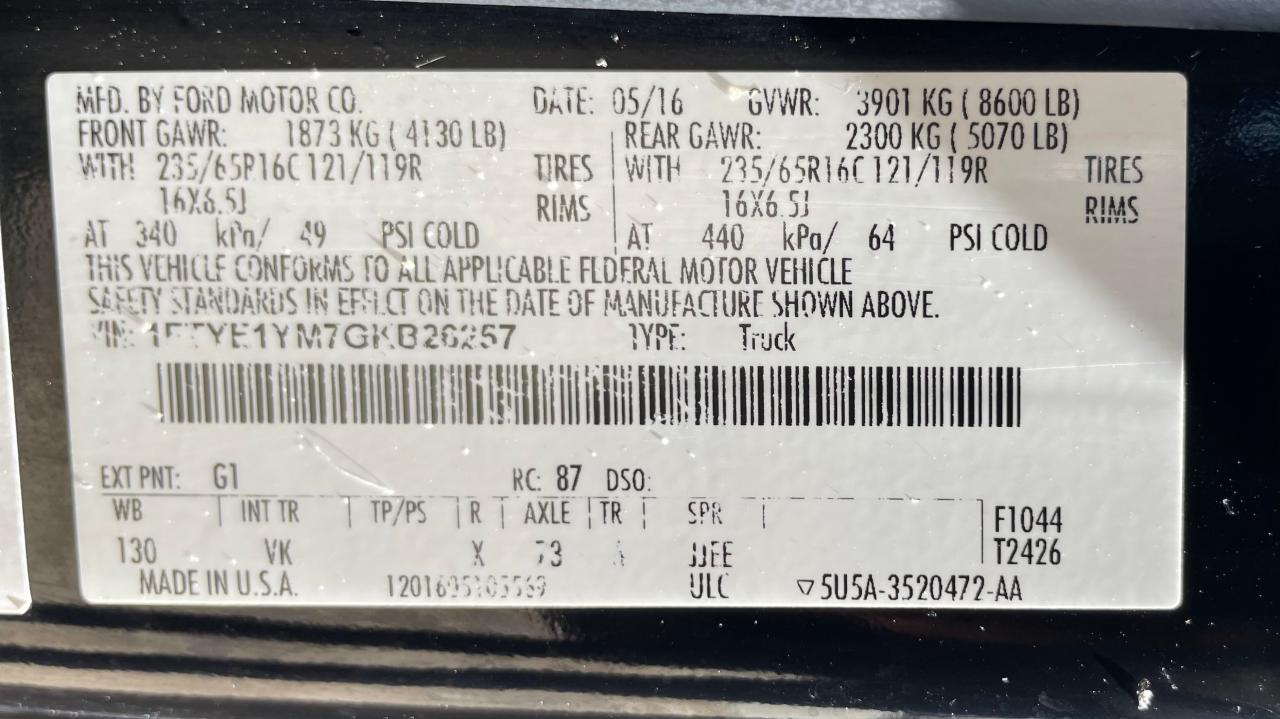 MFD. BY FORD MOTOR CO. DATE: 05/16 GVWR: 3901 KG ( 8600 LB)
FRONT GAWR: 1873 KG ( 4130 LB) REAR GAWR: 2300 KG ( 5070 LB)
WITH 235/65R16C 121/119R TIRES WITH 235/65R16C 121/119R TIRES
16X6.5J RIMS 16X6.5J RIMS
AT 340 kPa/ 49 PSI COLD AT 440 kPa/ 64 PSI COLD
THIS VEHICLE CONFORMS TO ALL APPLICABLE FEDERAL MOTOR VEHICLE
SAFETY STANDARDS IN EFFECT ON THE DATE OF MANUFACTURE SHOWN ABOVE.
VIN: TYPE: Truck
EXT PNT: G1 RC: 87 DSO:
WB INT TR TP/PS R AXLE TR SPR F1044
130 VK X 73 JJEE T2426
MADE IN U.S.A. ULC ▽5U5A-3520472-AA